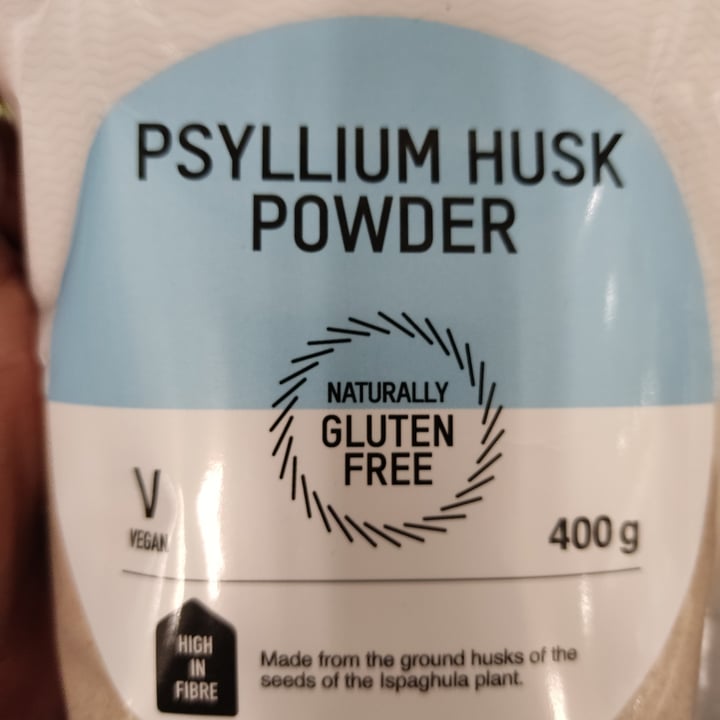 PSYLLIUM HUSK
POWDER
NATURALLY
GLUTEN
FREE
V
VEGAN
400 g
HIGH
IN
FIBRE
Made from the ground husks of the
seeds of the Ispaghula plant.